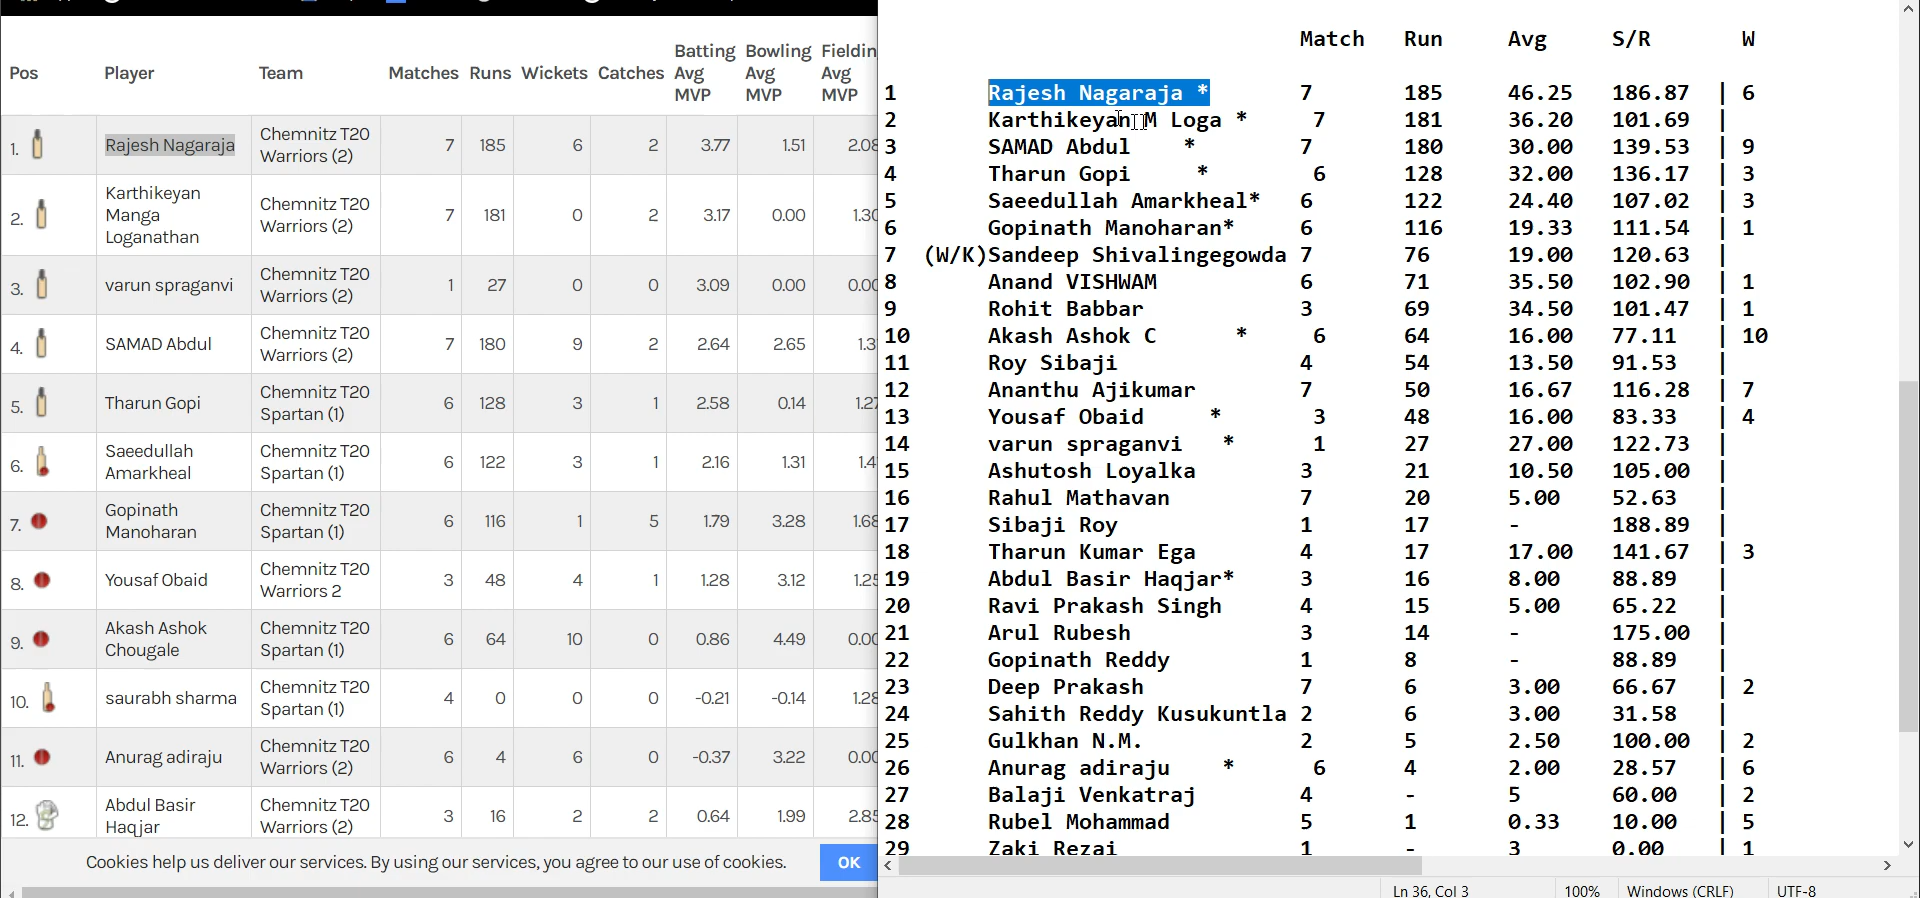 Pos Player Team Matches Runs Wickets Catches Batting Avg MVP Bowling Avg MVP Fieldin Avg MVP
1. Rajesh Nagaraja Chemnitz T20 Warriors (2) 7 185 6 2 3.77 1.51 2.08
2. Karthikeyan Manga Loganathan Chemnitz T20 Warriors (2) 7 181 0 2 3.17 0.00 1.30
3. varun spraganvi Chemnitz T20 Warriors (2) 1 27 0 0 3.09 0.00 0.00
4. SAMAD Abdul Chemnitz T20 Warriors (2) 7 180 9 2 2.64 2.65 1.3
5. Tharun Gopi Chemnitz T20 Spartan (1) 6 128 3 1 2.58 0.14 1.27
6. Saeedullah Amarkheal Chemnitz T20 Spartan (1) 6 122 3 1 2.16 1.31 1.4
7. Gopinath Manoharan Chemnitz T20 Spartan (1) 6 116 1 5 1.79 3.28 1.68
8. Yousaf Obaid Chemnitz T20 Warriors 2 3 48 4 1 1.28 3.12 1.25
9. Akash Ashok Chougale Chemnitz T20 Spartan (1) 6 64 10 0 0.86 4.49 0.00
10. saurabh sharma Chemnitz T20 Spartan (1) 4 0 0 0 -0.21 -0.14 1.28
11. Anurag adiraju Chemnitz T20 Warriors (2) 6 4 6 0 -0.37 3.22 0.00
12. Abdul Basir Haqjar Chemnitz T20 Warriors (2) 3 16 2 2 0.64 1.99 2.85
Cookies help us deliver our services. By using our services, you agree to our use of cookies. OK
Match Run Avg S/R W
1 Rajesh Nagaraja * 7 185 46.25 186.87 | 6
2 Karthikeyan M Loga * 7 181 36.20 101.69 |
3 SAMAD Abdul * 7 180 30.00 139.53 | 9
4 Tharun Gopi * 6 128 32.00 136.17 | 3
5 Saeedullah Amarkheal* 6 122 24.40 107.02 | 3
6 Gopinath Manoharan* 6 116 19.33 111.54 | 1
7 (W/K)Sandeep Shivalingegowda 7 76 19.00 120.63 |
8 Anand VISHWAM 6 71 35.50 102.90 | 1
9 Rohit Babbar 3 69 34.50 101.47 | 1
10 Akash Ashok C * 6 64 16.00 77.11 | 10
11 Roy Sibaji 4 54 13.50 91.53 |
12 Ananthu Ajikumar 7 50 16.67 116.28 | 7
13 Yousaf Obaid * 3 48 16.00 83.33 | 4
14 varun spraganvi * 1 27 27.00 122.73 |
15 Ashutosh Loyalka 3 21 10.50 105.00 |
16 Rahul Mathavan 7 20 5.00 52.63 |
17 Sibaji Roy 1 17 - 188.89 |
18 Tharun Kumar Ega 4 17 17.00 141.67 | 3
19 Abdul Basir Haqjar* 3 16 8.00 88.89 |
20 Ravi Prakash Singh 4 15 5.00 65.22 |
21 Arul Rubesh 3 14 - 175.00 |
22 Gopinath Reddy 1 8 - 88.89 |
23 Deep Prakash 7 6 3.00 66.67 | 2
24 Sahith Reddy Kusukuntla 2 6 3.00 31.58 |
25 Gulkhan N.M. 2 5 2.50 100.00 | 2
26 Anurag adiraju * 6 4 2.00 28.57 | 6
27 Balaji Venkatraj 4 - 5 60.00 | 2
28 Rubel Mohammad 5 1 0.33 10.00 | 5
29 Zaki Rezai 1 - 3 0.00 | 1
Ln 36, Col 3 100% Windows (CRLF) UTF-8